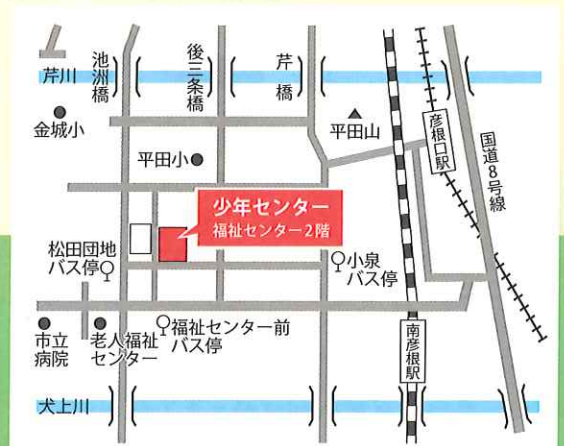 芹川
池洲橋
後三条橋
芹橋
金城小
平田小
平田山
彦根口駅
国道8号線
少年センター
福祉センター2階
松田団地
バス停
小泉
バス停
市立
病院
老人福祉
センター
福祉センター前
バス停
南彦根駅
犬上川